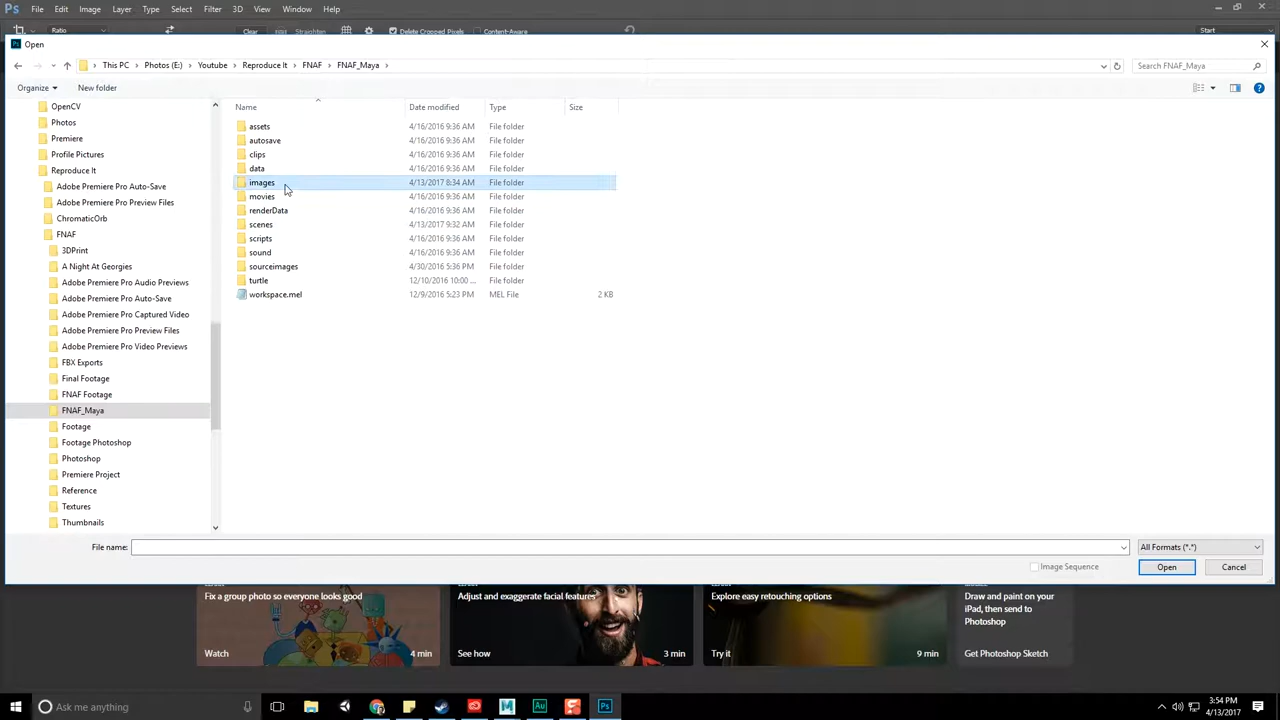 Ps File Edit Image Layer Type Select Filter 3D View Window Help
Ratio Clear Straighten Delete Cropped Pixels Content-Aware Start
Ps Open
This PC Photos (E:) Youtube Reproduce It FNAF FNAF_Maya Search FNAF_Maya
Organize New folder
Name Date modified Type Size
OpenCV
Photos
Premiere
Profile Pictures
Reproduce It
Adobe Premiere Pro Auto-Save
Adobe Premiere Pro Preview Files
ChromaticOrb
FNAF
3DPrint
A Night At Georgies
Adobe Premiere Pro Audio Previews
Adobe Premiere Pro Auto-Save
Adobe Premiere Pro Captured Video
Adobe Premiere Pro Preview Files
Adobe Premiere Pro Video Previews
FBX Exports
Final Footage
FNAF Footage
FNAF_Maya
Footage
Footage Photoshop
Photoshop
Premiere Project
Reference
Textures
Thumbnails
assets 4/16/2016 9:36 AM File folder
autosave 4/16/2016 9:36 AM File folder
clips 4/16/2016 9:36 AM File folder
data 4/16/2016 9:36 AM File folder
images 4/13/2017 8:34 AM File folder
movies 4/16/2016 9:36 AM File folder
renderData 4/16/2016 9:36 AM File folder
scenes 4/13/2017 9:32 AM File folder
scripts 4/16/2016 9:36 AM File folder
sound 4/16/2016 9:36 AM File folder
sourceimages 4/30/2016 5:36 PM File folder
turtle 12/10/2016 10:00 ... File folder
workspace.mel 12/9/2016 5:23 PM MEL File 2 KB
File name: All Formats (*.*)
Image Sequence Open Cancel
Fix a group photo so everyone looks good
Watch 4 min
Adjust and exaggerate facial features
See how 3 min
Explore easy retouching options
Try it 9 min
Draw and paint on your
iPad, then send to
Photoshop
Get Photoshop Sketch
Ask me anything
Au
Ps
3:54 PM
4/13/2017